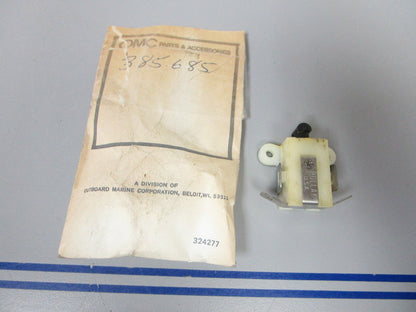 OMC PARTS & ACCESSORIES
385685
A DIVISION OF
OUTBOARD MARINE CORPORATION, BELOIT, WI. 53511
324277